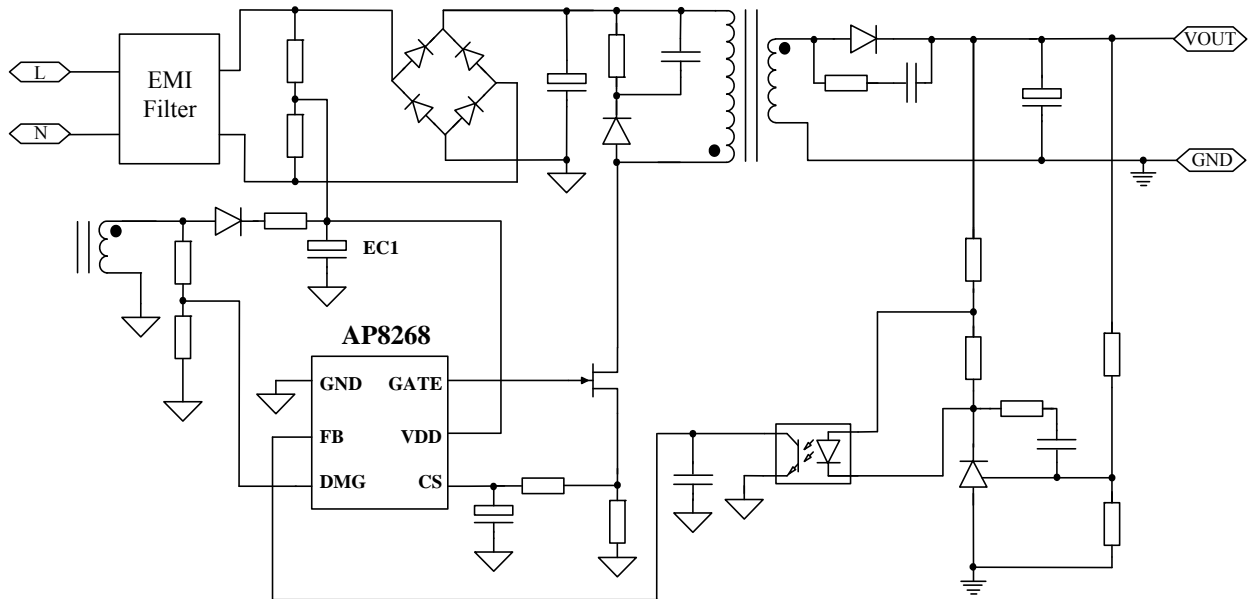 L
EMI
Filter
N
VOUT
GND
EC1
AP8268
GND
GATE
FB
VDD
DMG
CS